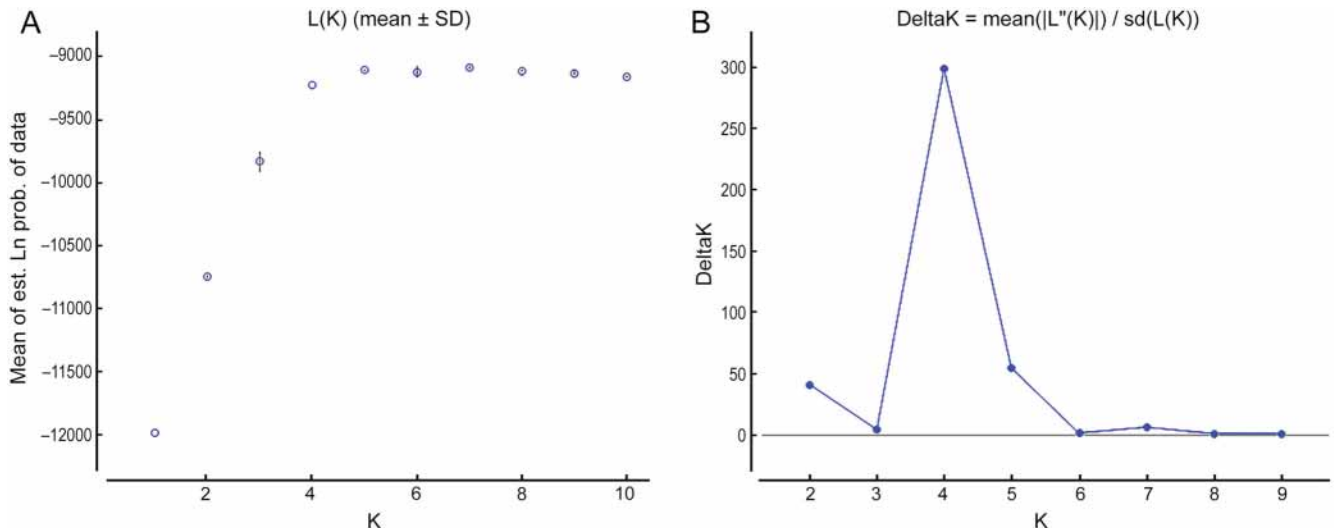 A
L(K) (mean ± SD)
Mean of est. Ln prob. of data
−9000
−9500
−10000
−10500
−11000
−11500
−12000
2 4 6 8 10
K
B
DeltaK = mean(|L"(K)|) / sd(L(K))
DeltaK
300
250
200
150
100
50
0
2 3 4 5 6 7 8 9
K